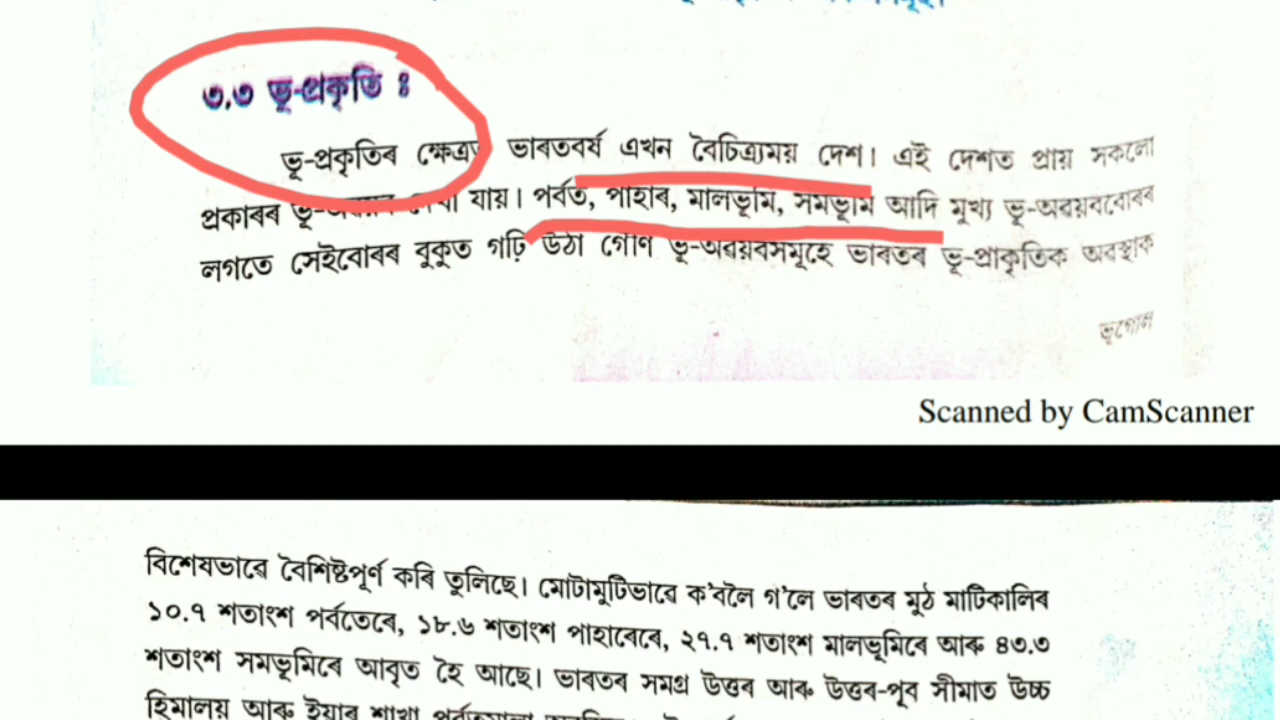 ৩.৩ ভূ-প্ৰকৃতি ঃ
ভূ-প্ৰকৃতিৰ ক্ষেত্ৰত ভাৰতবৰ্ষ এখন বৈচিত্ৰ্যময় দেশ। এই দেশত প্ৰায় সকলো
প্ৰকাৰৰ যায়। পৰ্বত, পাহাৰ, মালভূমি, সমভূমি আদি মুখ্য ভূ-অৱয়ববোৰৰ
লগতে সেইবোৰৰ বুকুত গঢ়ি উঠা গৌণ ভূ-অৱয়বসমূহে ভাৰতৰ ভূ-প্ৰাকৃতিক অৱস্থাক
ভূগোল
Scanned by CamScanner
বিশেষভাৱে বৈশিষ্টপূৰ্ণ কৰি তুলিছে। মোটামুটিভাৱে ক'বলৈ গ'লে ভাৰতৰ মুঠ মাটিকালিৰ
১০.৭ শতাংশ পৰ্বতেৰে, ১৮.৬ শতাংশ পাহাৰেৰে, ২৭.৭ শতাংশ মালভূমিৰে আৰু ৪৩.৩
শতাংশ সমভূমিৰে আবৃত হৈ আছে। ভাৰতৰ সমগ্ৰ উত্তৰ আৰু উত্তৰ-পূব সীমাত উচ্চ
হিমালয় আৰু ইয়াৰ শাখা